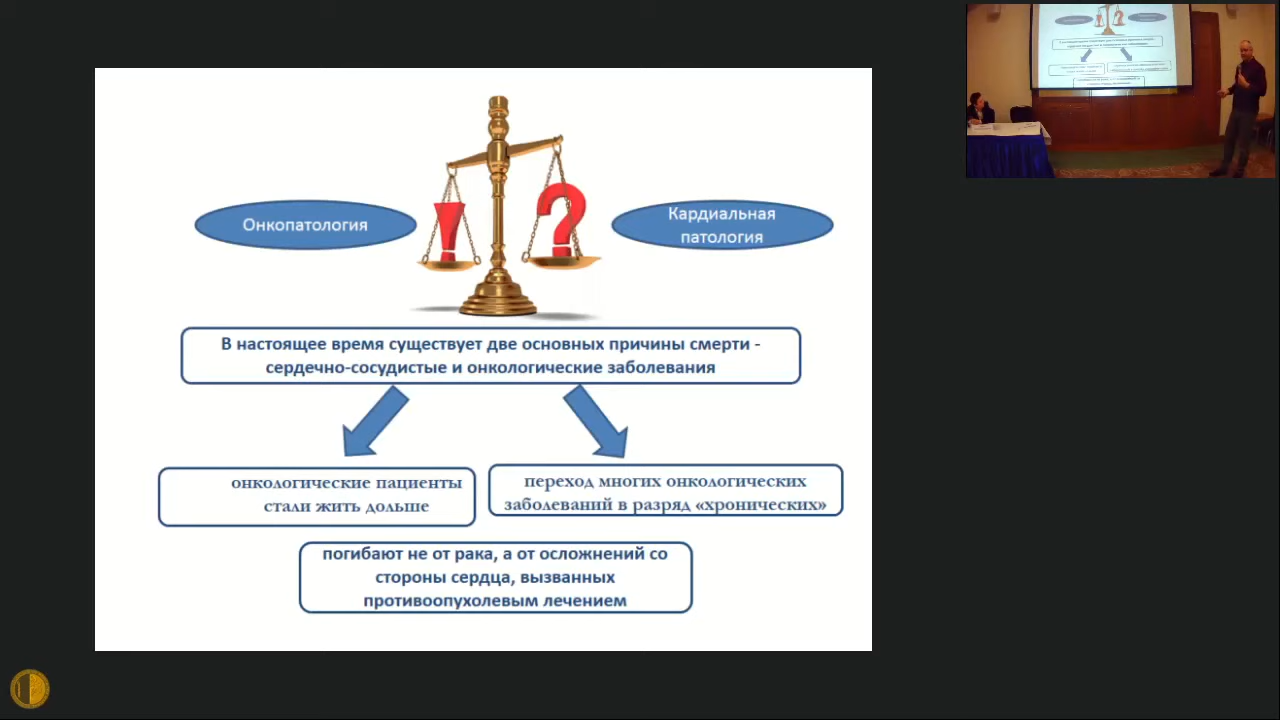 Онкопатология
Кардиальная
патология
В настоящее время существует две основных причины смерти -
сердечно-сосудистые и онкологические заболевания
онкологические пациенты
стали жить дольше
переход многих онкологических
заболеваний в разряд «хронических»
погибают не от рака, а от осложнений со
стороны сердца, вызванных
противоопухолевым лечением